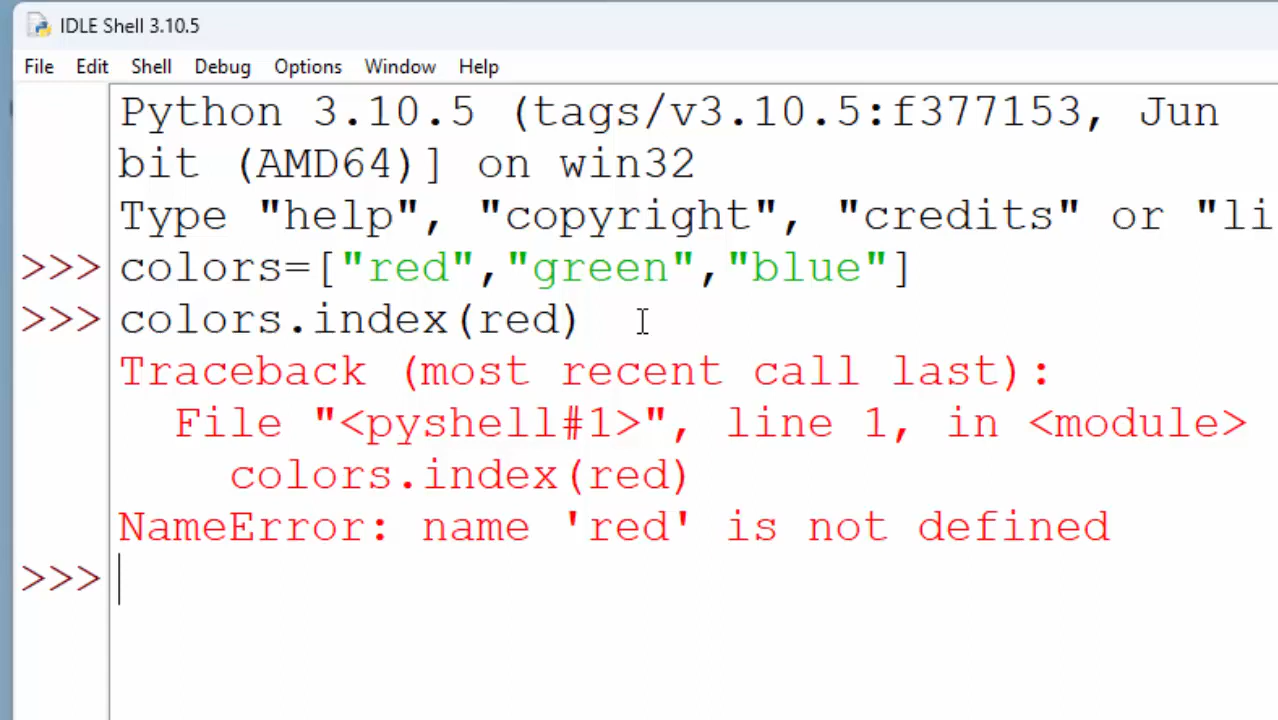 IDLE Shell 3.10.5
File Edit Shell Debug Options Window Help
Python 3.10.5 (tags/v3.10.5:f377153, Jun
bit (AMD64)] on win32
Type "help", "copyright", "credits" or "li
>>> colors=["red","green","blue"]
>>> colors.index(red)
Traceback (most recent call last):
  File "<pyshell#1>", line 1, in <module>
    colors.index(red)
NameError: name 'red' is not defined
>>>